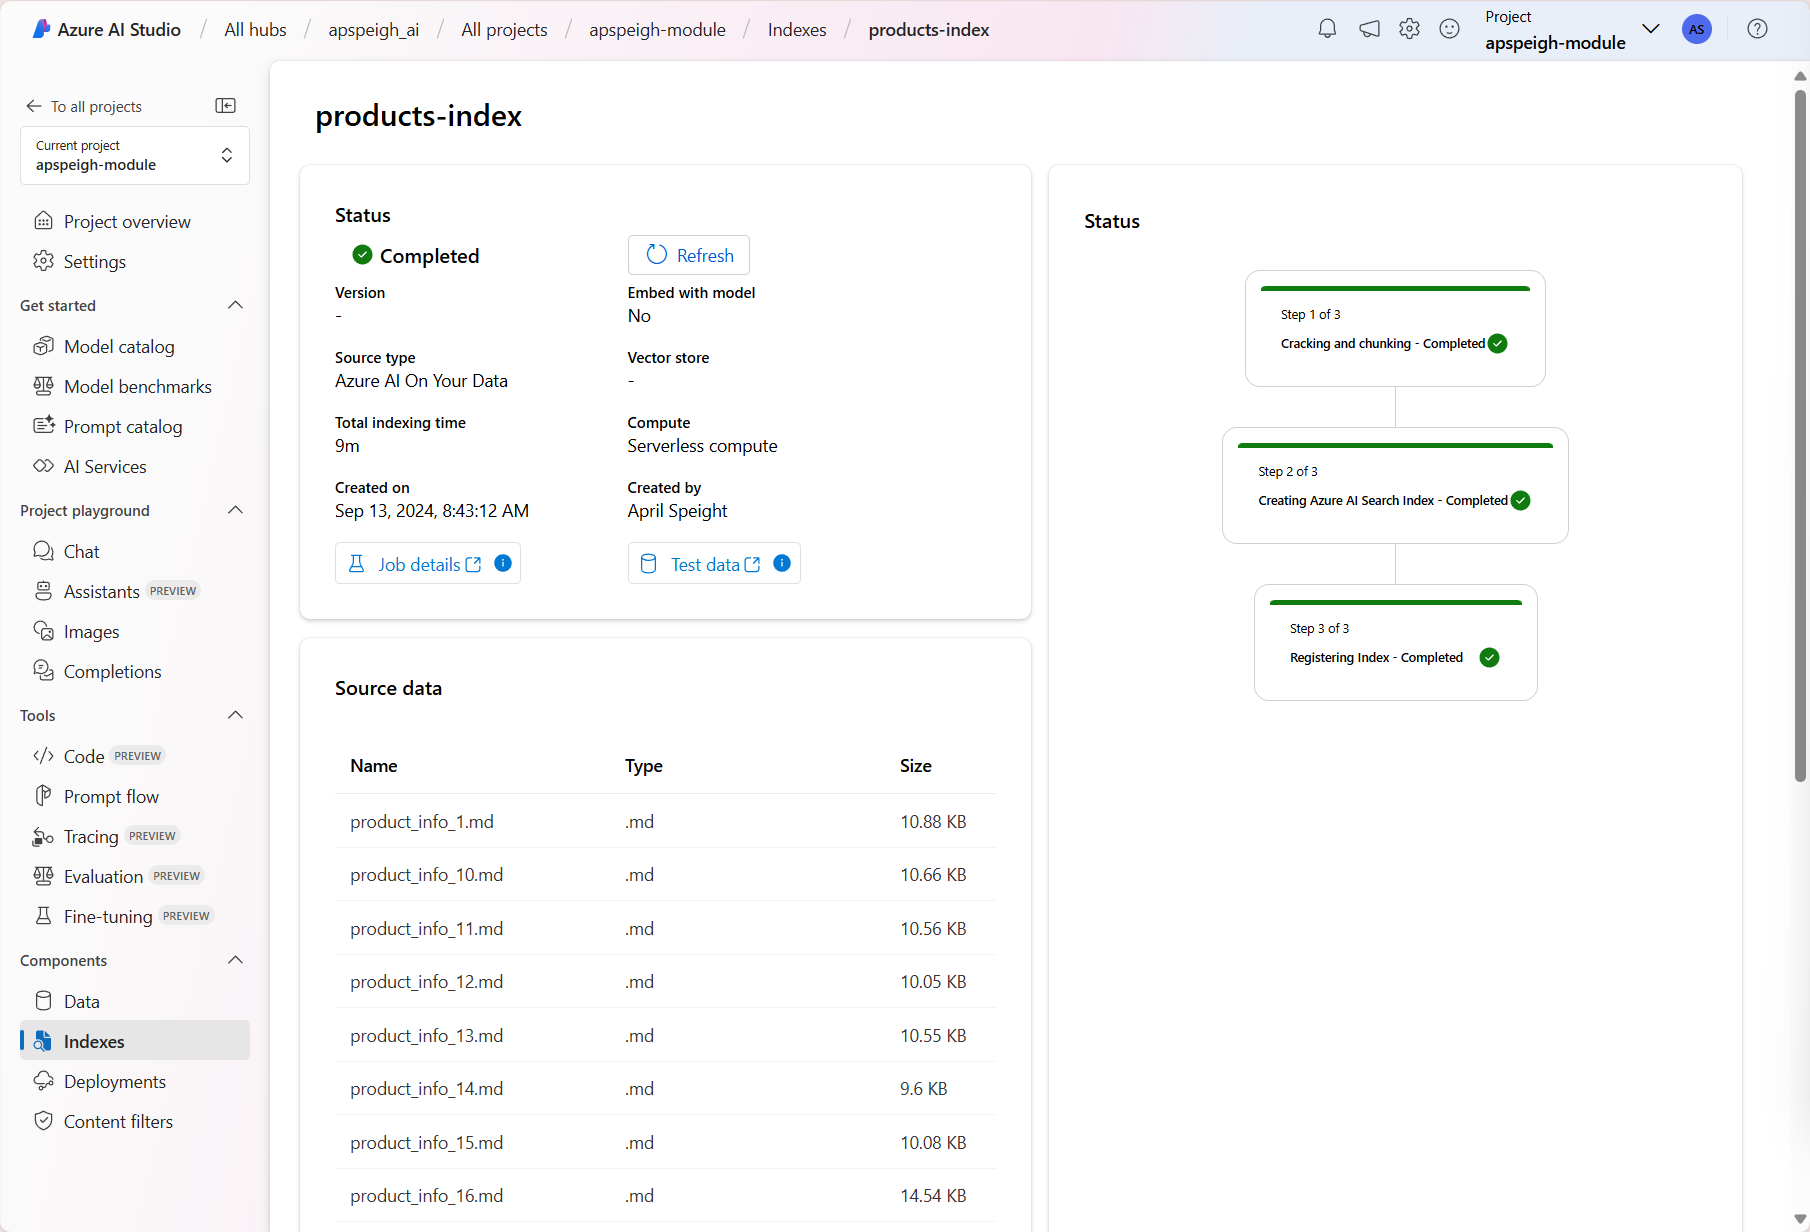 Azure AI Studio / All hubs / apspeigh_ai / All projects / apspeigh-module / Indexes / products-index
Project
apspeigh-module
AS
To all projects
Current project
apspeigh-module
Project overview
Settings
Get started
Model catalog
Model benchmarks
Prompt catalog
AI Services
Project playground
Chat
Assistants PREVIEW
Images
Completions
Tools
Code PREVIEW
Prompt flow
Tracing PREVIEW
Evaluation PREVIEW
Fine-tuning PREVIEW
Components
Data
Indexes
Deployments
Content filters
products-index
Status
Completed
Refresh
Version
-
Embed with model
No
Source type
Azure AI On Your Data
Vector store
-
Total indexing time
9m
Compute
Serverless compute
Created on
Sep 13, 2024, 8:43:12 AM
Created by
April Speight
Job details
Test data
Source data
Name Type Size
product_info_1.md .md 10.88 KB
product_info_10.md .md 10.66 KB
product_info_11.md .md 10.56 KB
product_info_12.md .md 10.05 KB
product_info_13.md .md 10.55 KB
product_info_14.md .md 9.6 KB
product_info_15.md .md 10.08 KB
product_info_16.md .md 14.54 KB
Status
Step 1 of 3
Cracking and chunking - Completed
Step 2 of 3
Creating Azure AI Search Index - Completed
Step 3 of 3
Registering Index - Completed